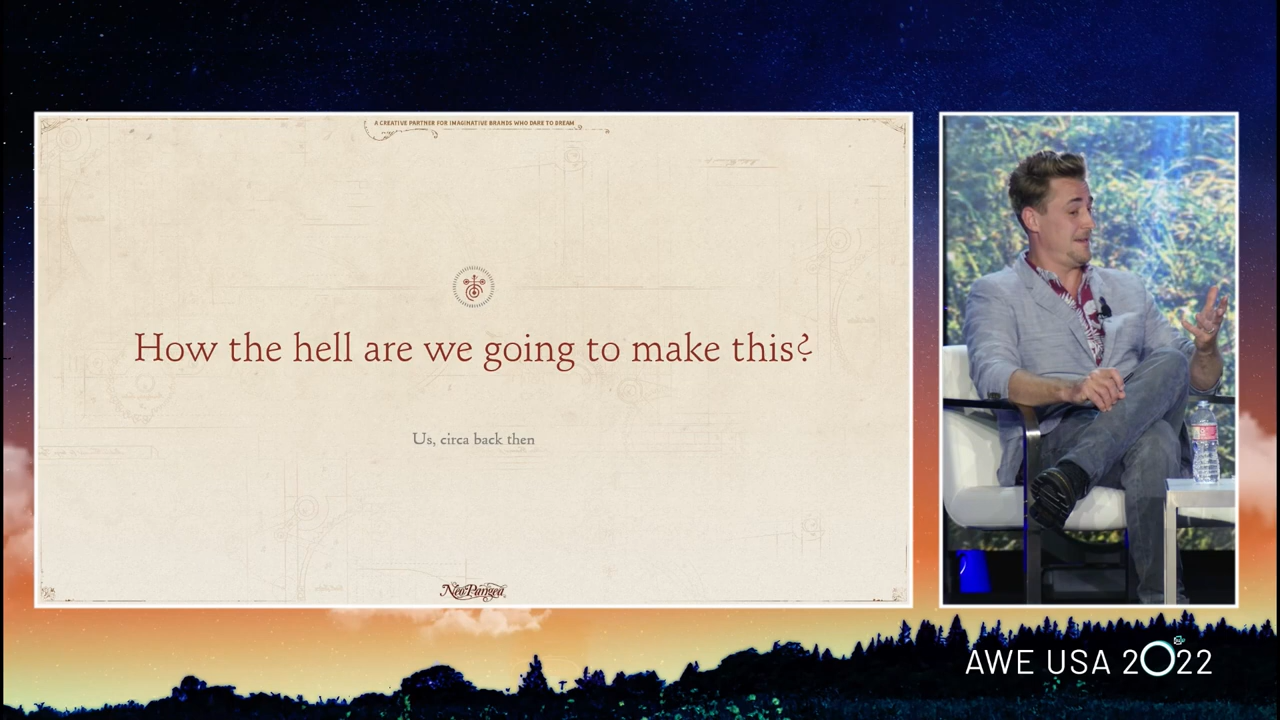 A CREATIVE PARTNER FOR IMAGINATIVE BRANDS WHO DARE TO DREAM
How the hell are we going to make this?
Us, circa back then
NeoPangea
AWE USA 2022